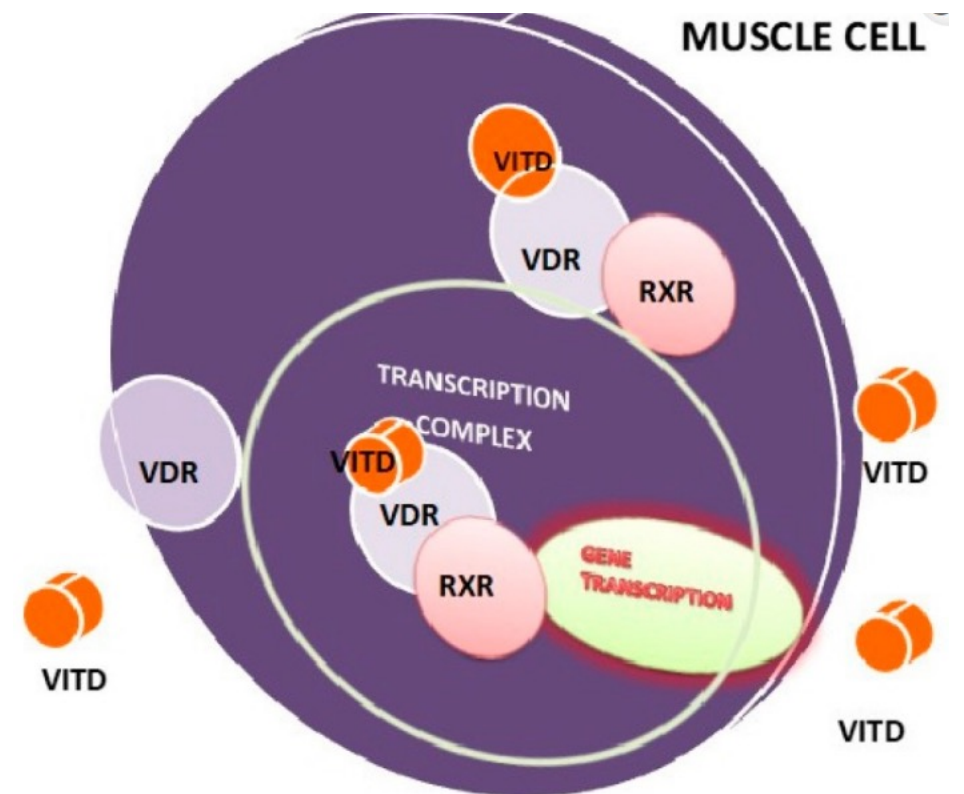 MUSCLE CELL
VITD
VDR
RXR
TRANSCRIPTION
COMPLEX
VITD
VDR
VITD
VDR
RXR
GENE
TRANSCRIPTION
VITD
VITD